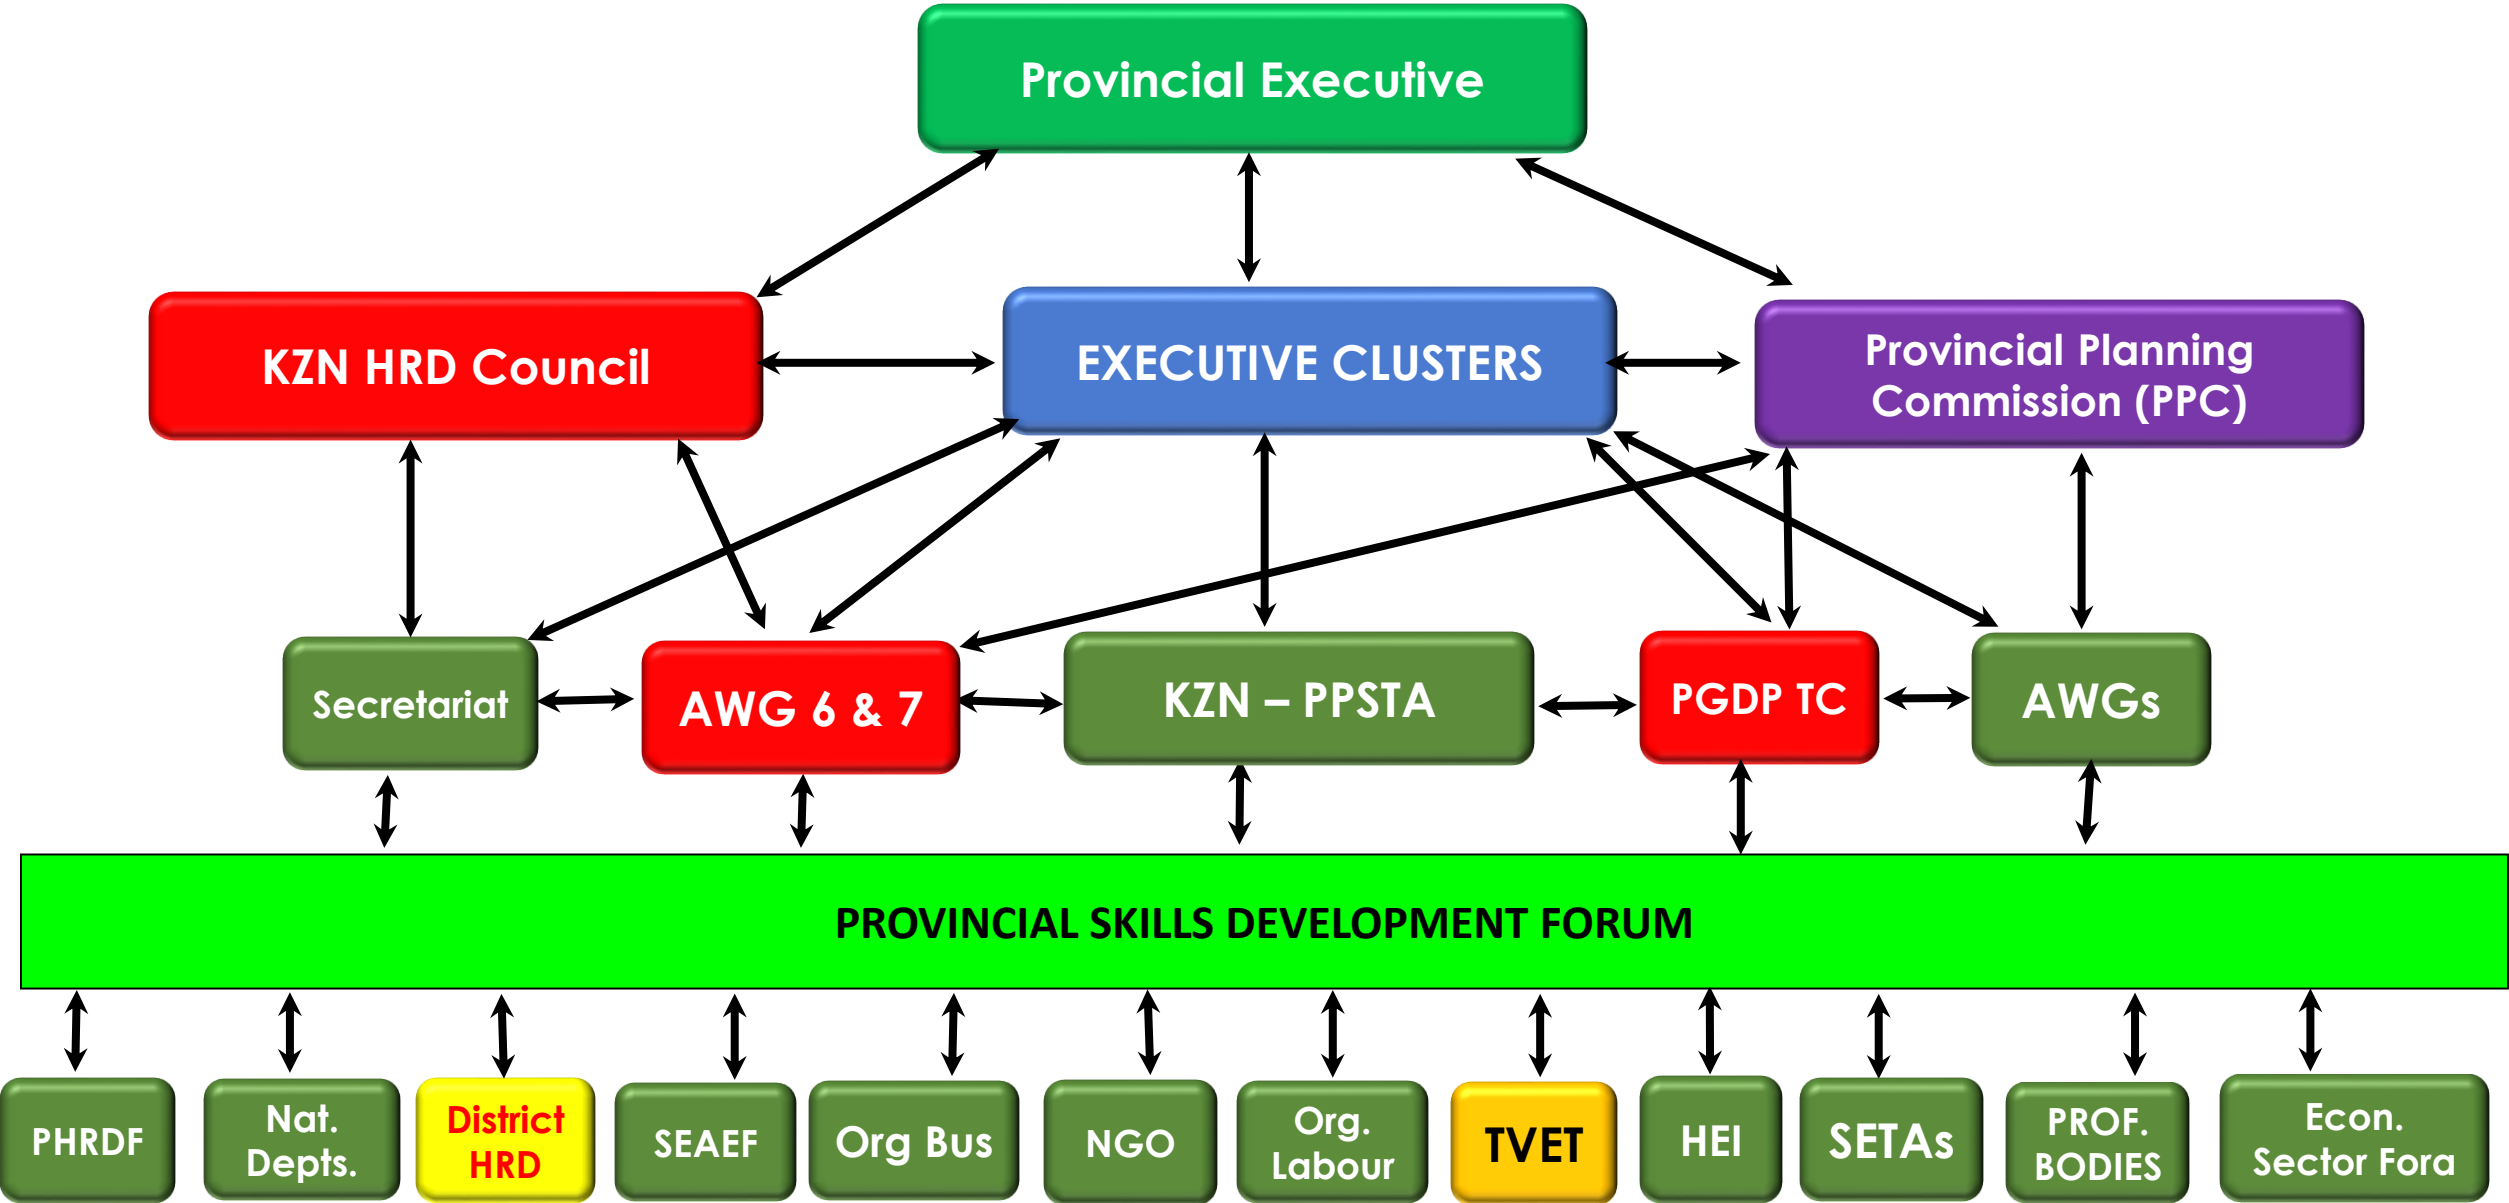 Provincial Executive
KZN HRD Council
EXECUTIVE CLUSTERS
Provincial Planning
Commission (PPC)
Secretariat
AWG 6 & 7
KZN – PPSTA
PGDP TC
AWGs
PROVINCIAL SKILLS DEVELOPMENT FORUM
PHRDF
Nat.
Depts.
District
HRD
SEAEF
Org Bus
NGO
Org.
Labour
TVET
HEI
SETAs
PROF.
BODIES
Econ.
Sector Fora